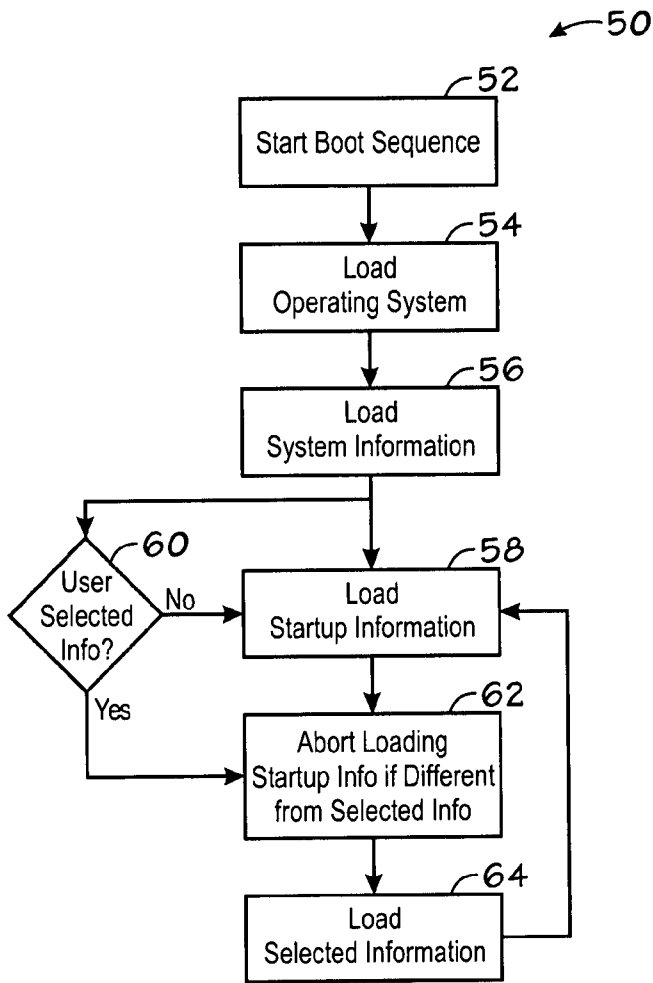 50
52
Start Boot Sequence
54
Load
Operating System
56
Load
System Information
60
User
Selected
Info?
No
Yes
58
Load
Startup Information
62
Abort Loading
Startup Info if Different
from Selected Info
64
Load
Selected Information